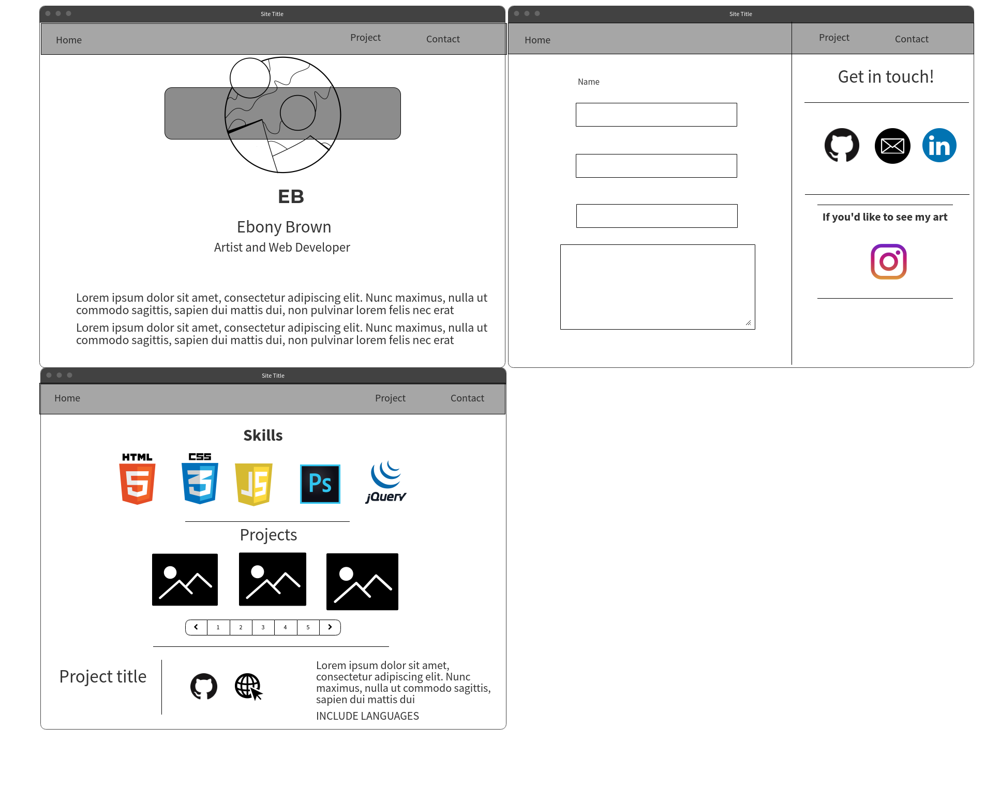 Site Title
Home
Project
Contact
EB
Ebony Brown
Artist and Web Developer
Lorem ipsum dolor sit amet, consectetur adipiscing elit. Nunc maximus, nulla ut
commodo sagittis, sapien dui mattis dui, non pulvinar lorem felis nec erat
Lorem ipsum dolor sit amet, consectetur adipiscing elit. Nunc maximus, nulla ut
commodo sagittis, sapien dui mattis dui, non pulvinar lorem felis nec erat
Site Title
Home
Project
Contact
Name
Get in touch!
in
If you'd like to see my art
Site Title
Home
Project
Contact
Skills
HTML
5
CSS
3
JS
Ps
jQuery
Projects
1 2 3 4 5
Project title
Lorem ipsum dolor sit amet,
consectetur adipiscing elit. Nunc
maximus, nulla ut commodo sagittis,
sapien dui mattis dui
INCLUDE LANGUAGES